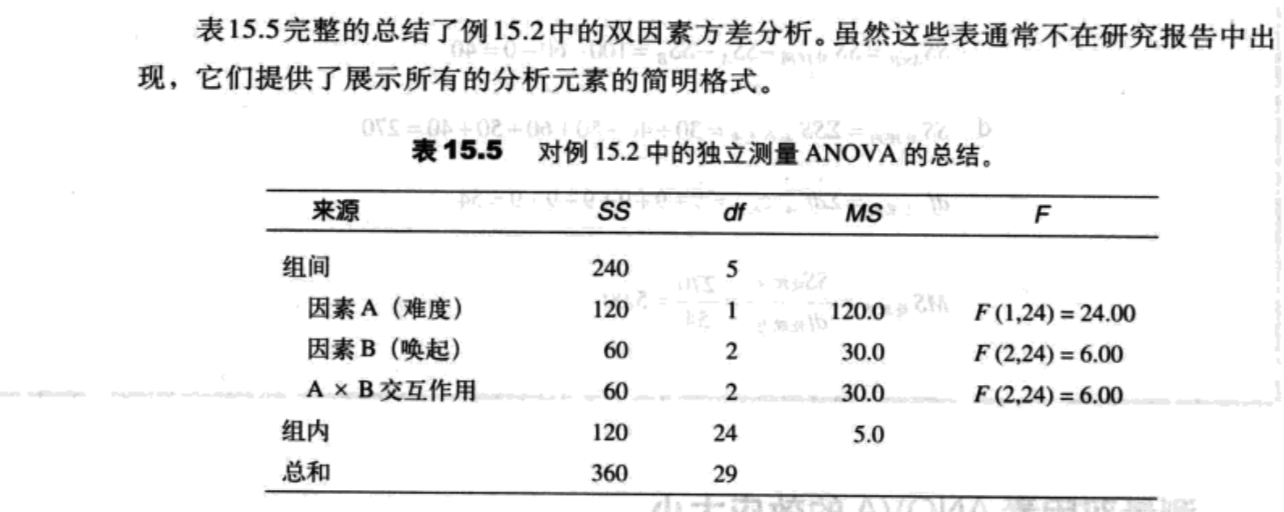 表15.5完整的总结了例15.2中的双因素方差分析。虽然这些表通常不在研究报告中出
现，它们提供了展示所有的分析元素的简明格式。
表 15.5 对例 15.2 中的独立测量 ANOVA 的总结。
来源 SS df MS F
组间 240 5
因素 A（难度） 120 1 120.0 F (1,24) = 24.00
因素 B（唤起） 60 2 30.0 F (2,24) = 6.00
A × B 交互作用 60 2 30.0 F (2,24) = 6.00
组内 120 24 5.0
总和 360 29